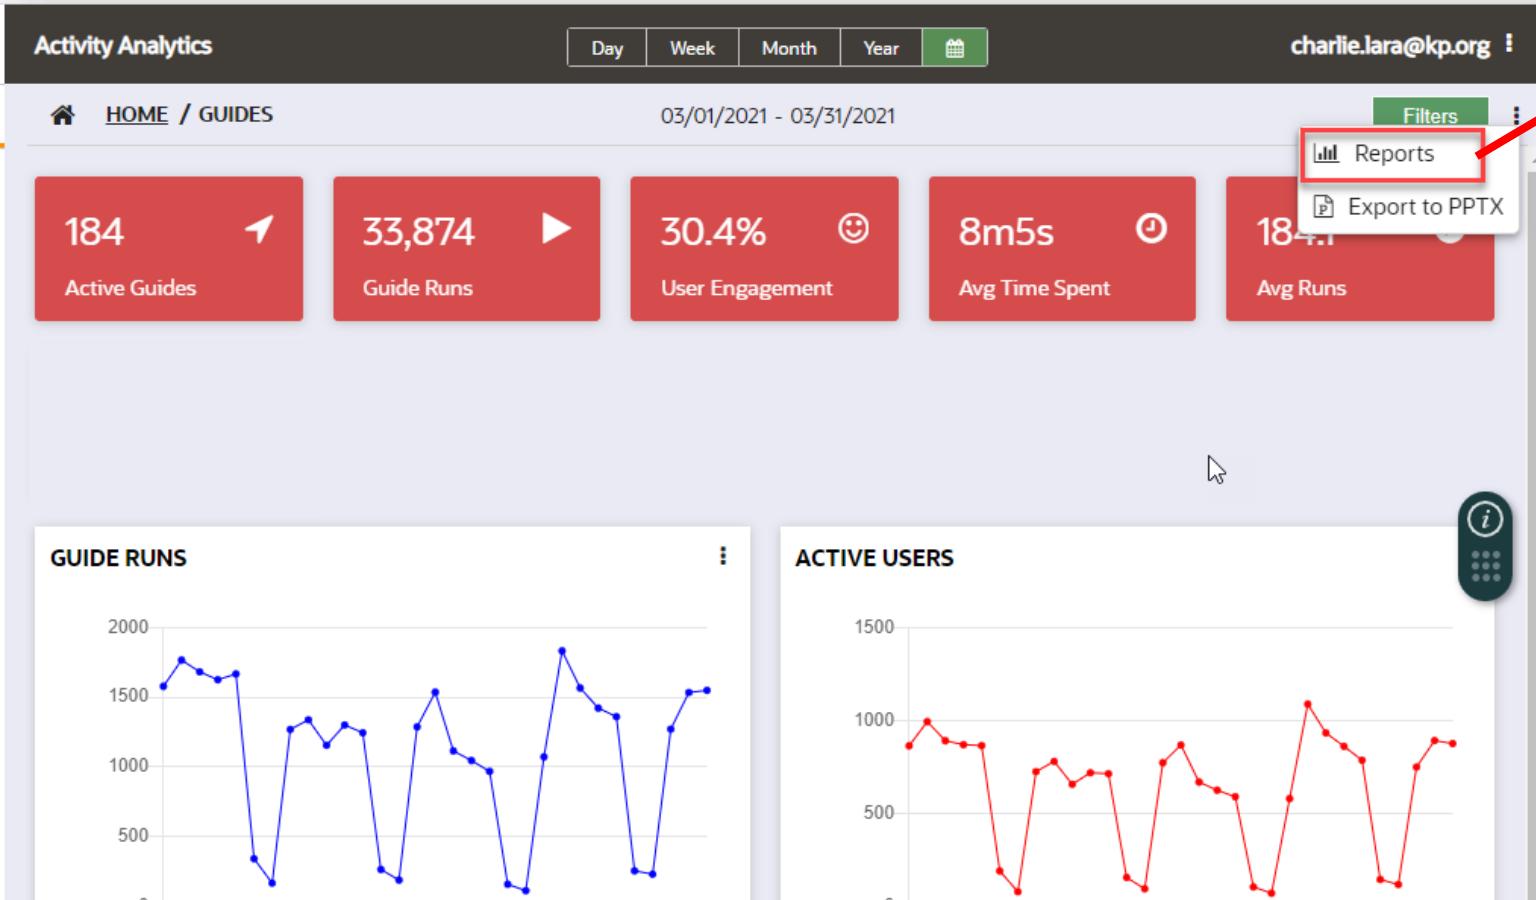 Activity Analytics
Day Week Month Year
charlie.lara@kp.org
HOME / GUIDES
03/01/2021 - 03/31/2021
Filters
Reports
Export to PPTX
184
Active Guides
33,874
Guide Runs
30.4%
User Engagement
8m5s
Avg Time Spent
184.1
Avg Runs
GUIDE RUNS
2000
1500
1000
500
ACTIVE USERS
1500
1000
500